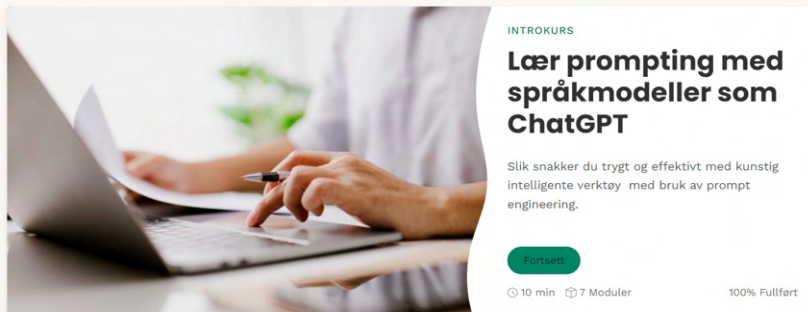 INTROKURS
Lær prompting med
språkmodeller som
ChatGPT
Slik snakker du trygt og effektivt med kunstig
intelligente verktøy  med bruk av prompt
engineering.
Fortsett
10 min 7 Moduler 100% Fullført